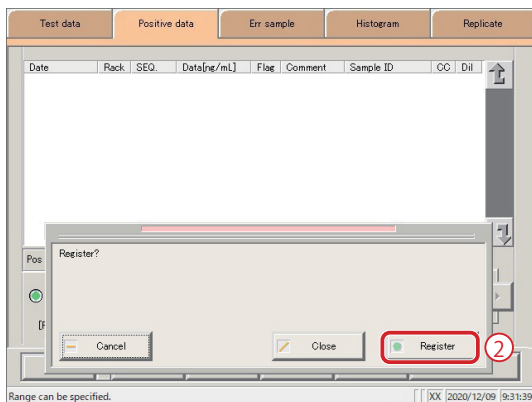 Test data Positive data Err sample Histogram Replicate
Date Rack SEQ. Data[ng/mL] Flag Comment Sample ID CC Dil
Register?
Pos
Cancel Close Register 2
Range can be specified. XX 2020/12/09 9:31:39